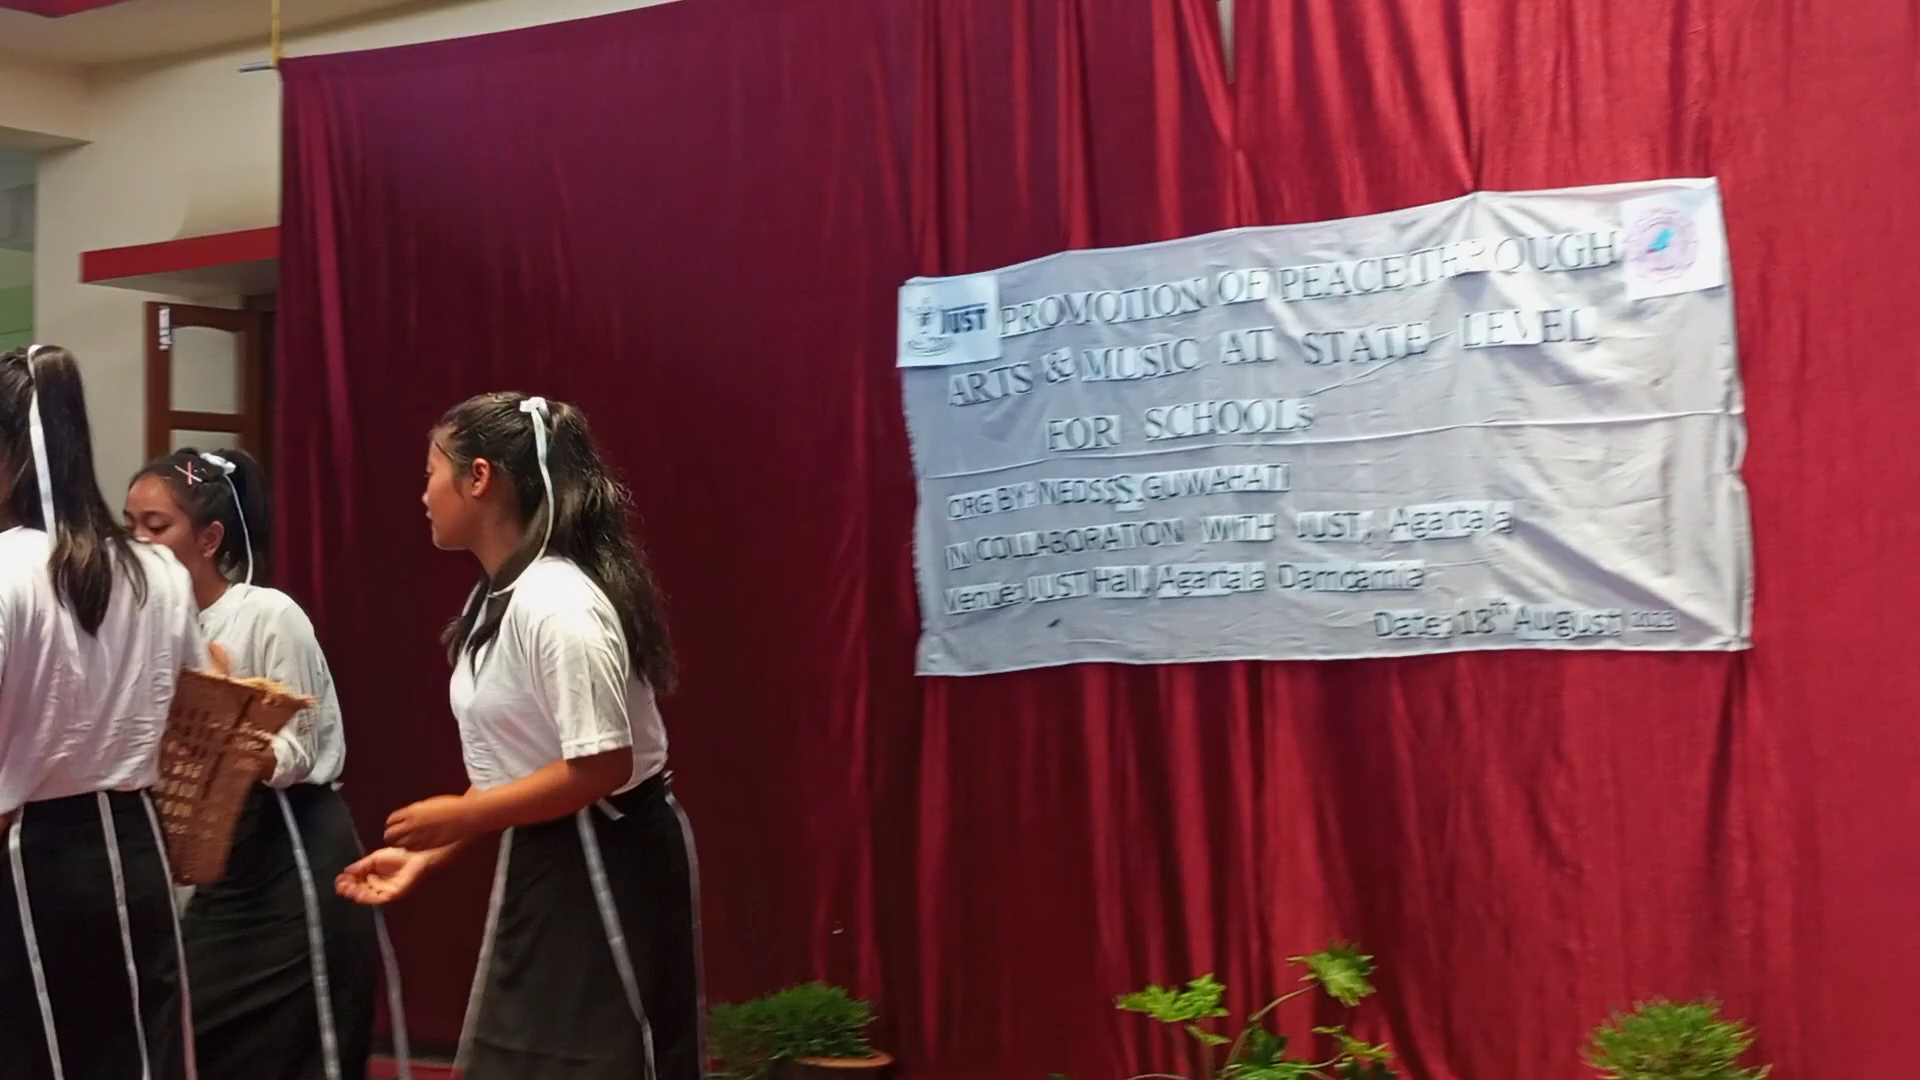 JUST
PROMOTION OF PEACE THROUGH
ARTS & MUSIC AT STATE LEVEL
FOR SCHOOLs
ORG BY: NEDSSS, GUWAHATI
IN COLLABORATION WITH JUST, Agartala
Venue: JUST Hall, Agartala Damdamia
Date: 18th August 2023